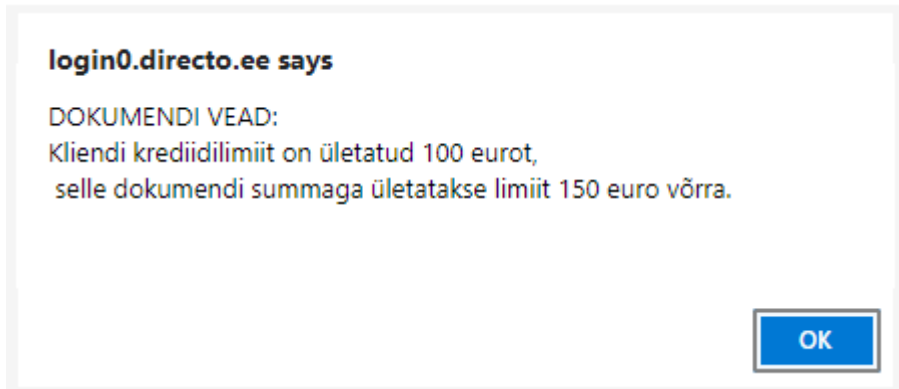 login0.directo.ee says
DOKUMENDI VEAD:
Kliendi krediidilimiit on ületatud 100 eurot,
selle dokumendi summaga ületatakse limiit 150 euro võrra.
OK